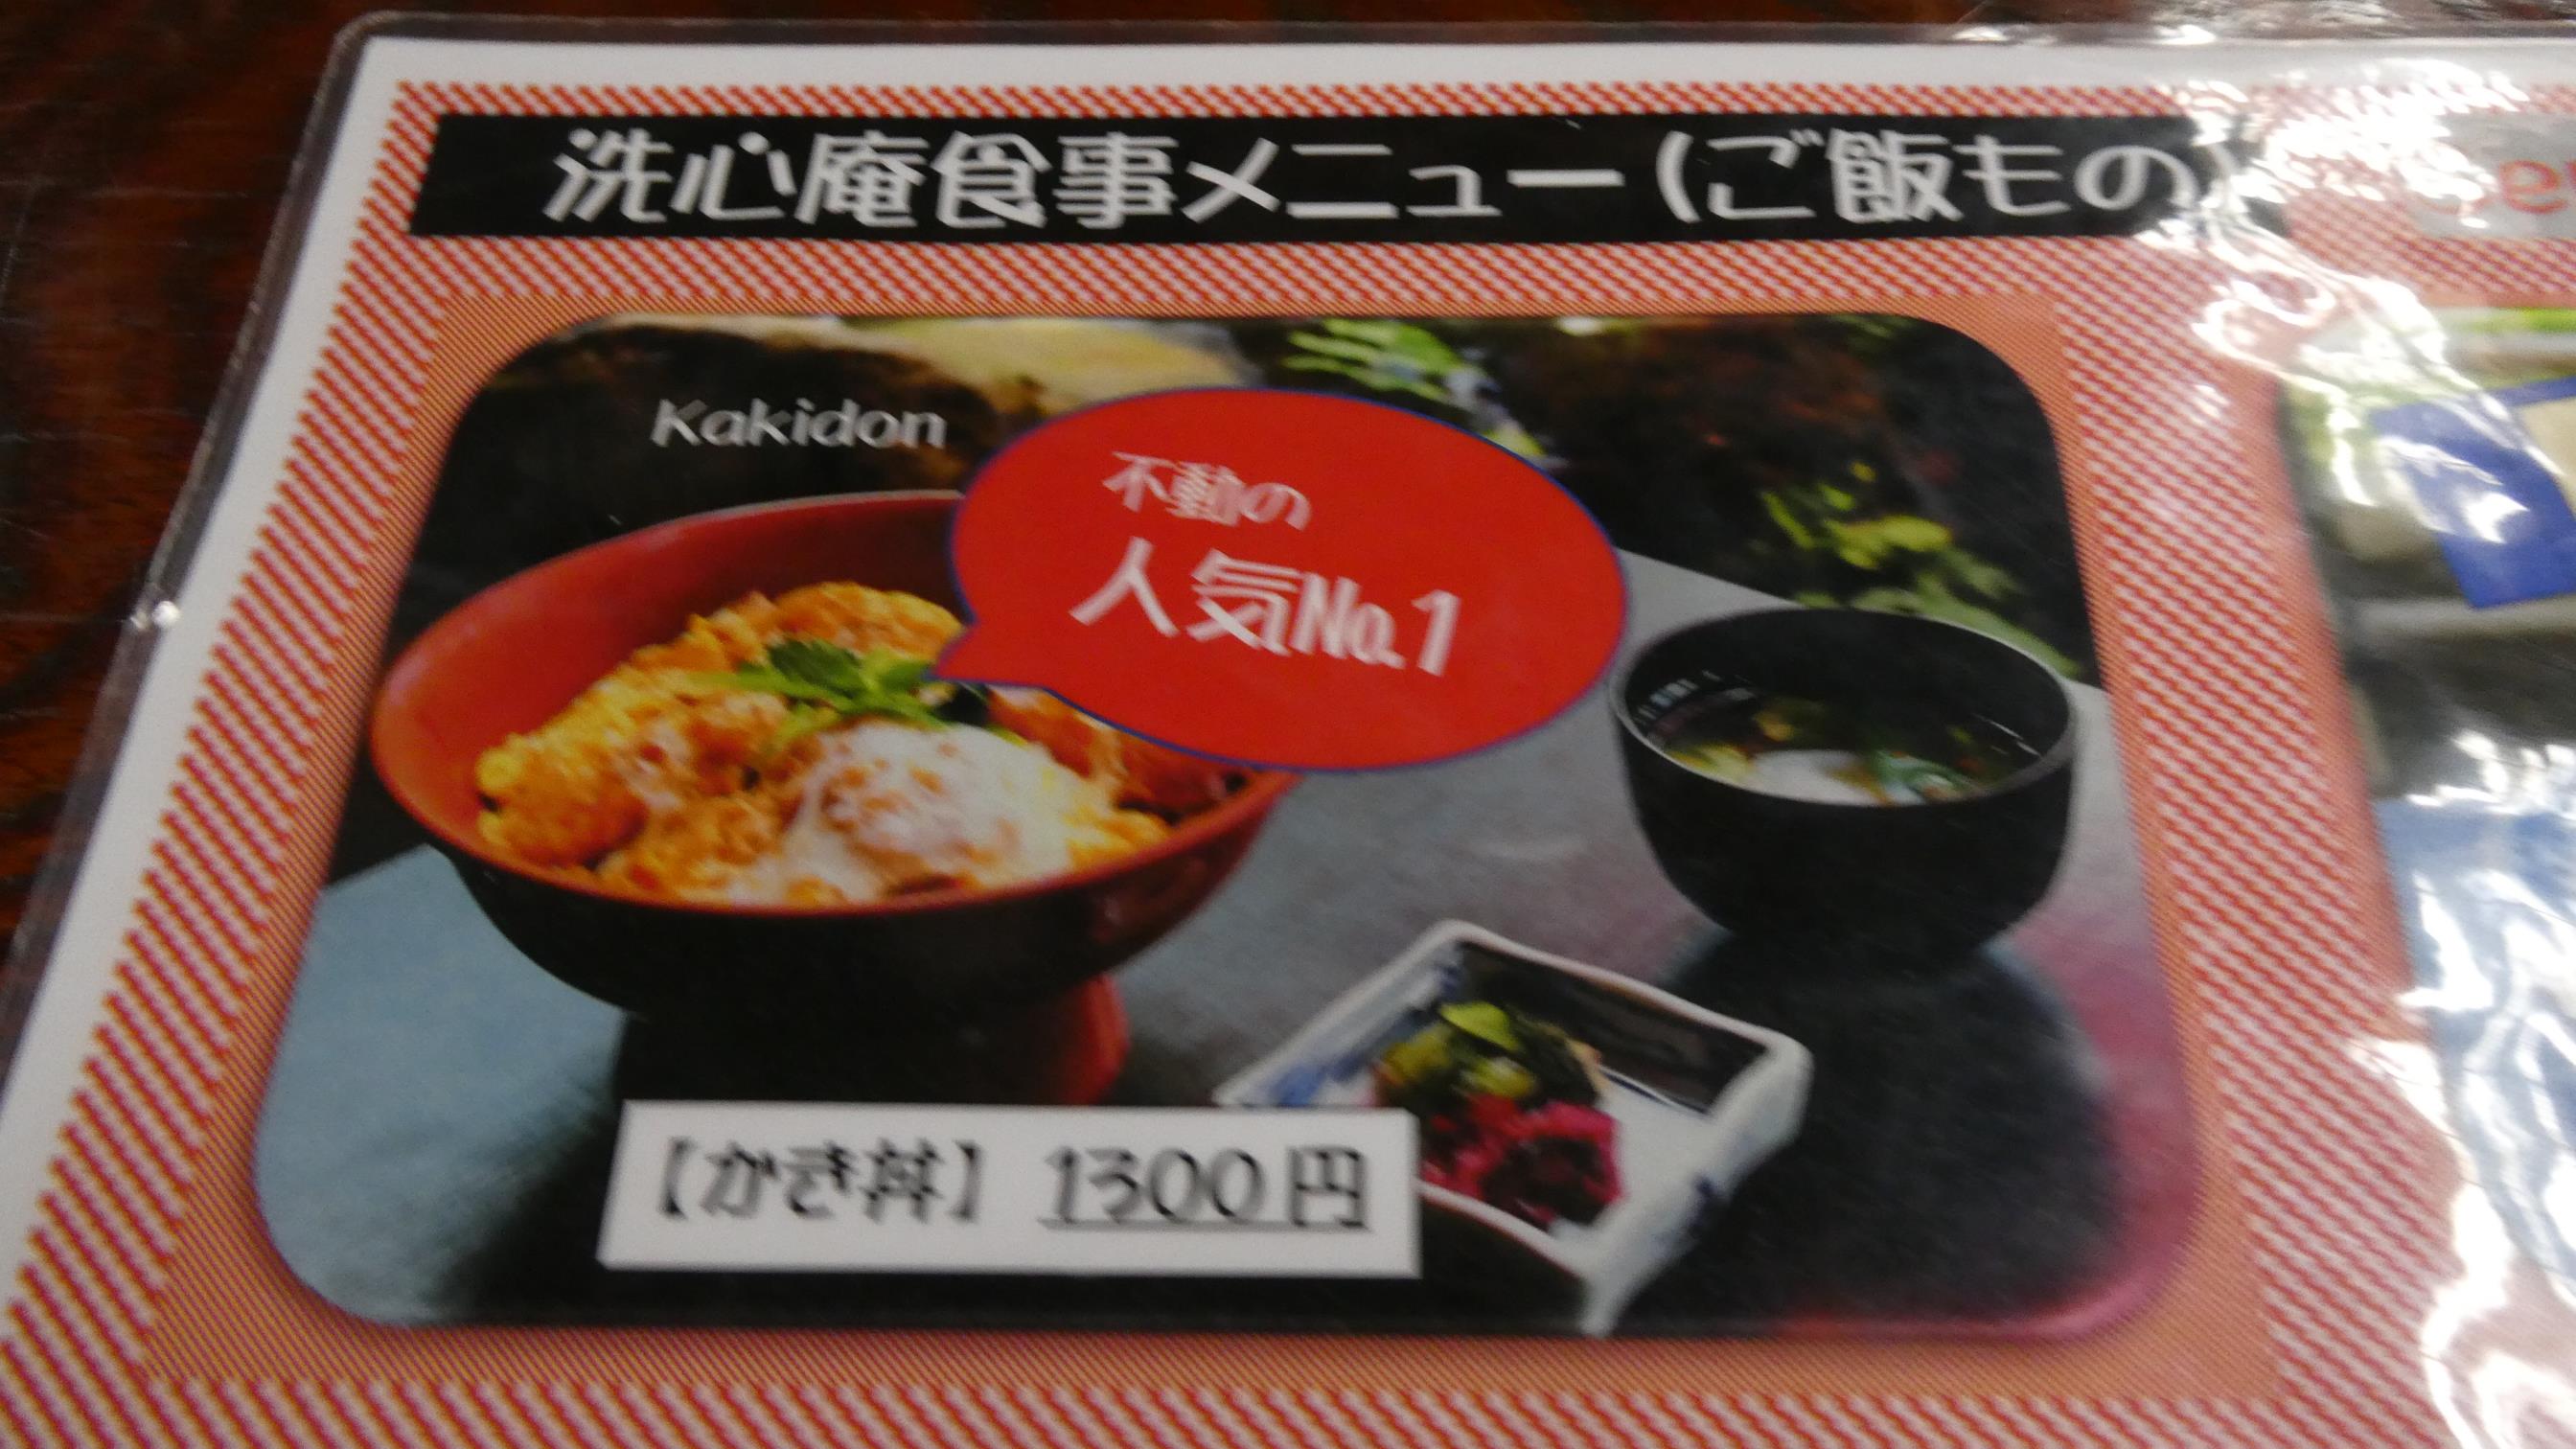 洗心庵食事メニュー(ご飯もの)
Kakidon
不動の
人気No.1
【かき丼】 1300円